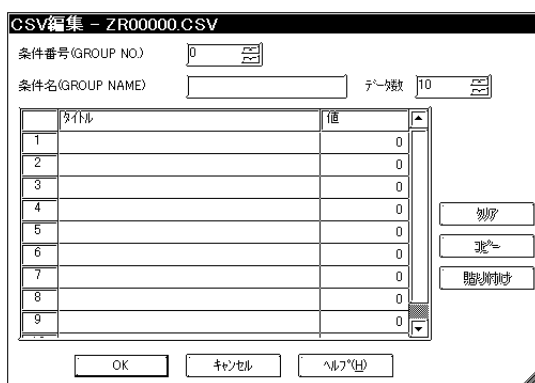 CSV編集 - ZR00000.CSV
条件番号(GROUP NO.) 0
条件名(GROUP NAME) ﾃﾞｰﾀ数 10
ﾀｲﾄﾙ 値
1 0
2 0
3 0
4 0
5 0
6 0
7 0
8 0
9 0
ｸﾘｱ
ｺﾋﾟｰ
貼り付け
OK ｷｬﾝｾﾙ ﾍﾙﾌﾟ(H)